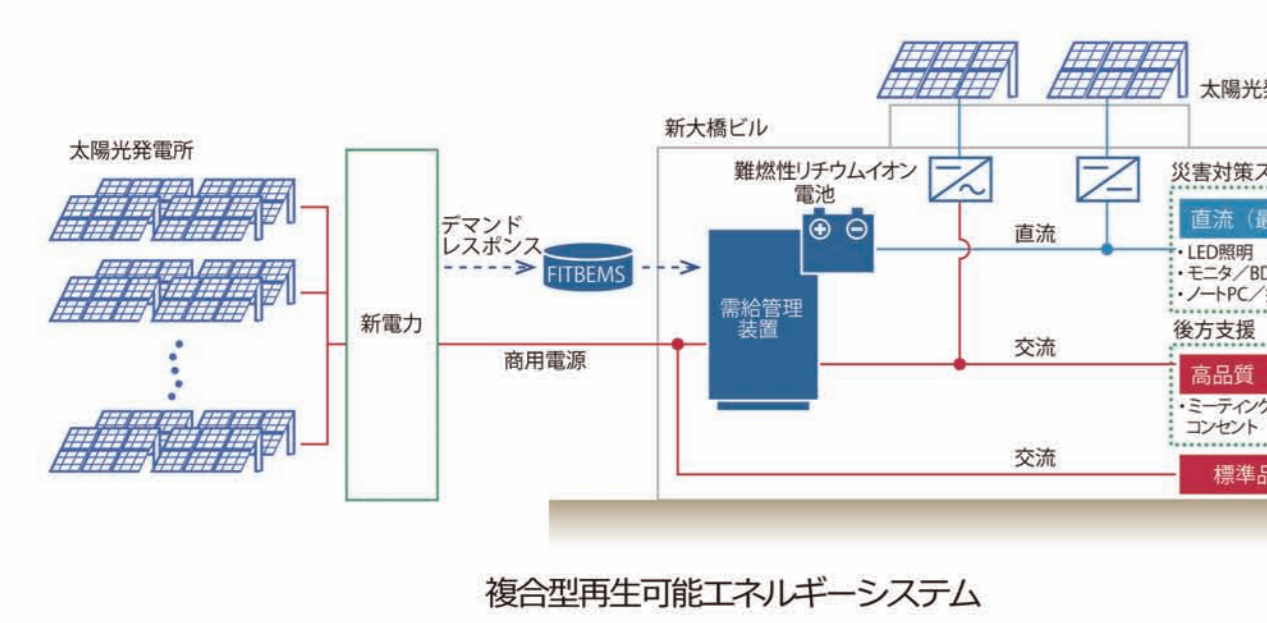 太陽光発電所
新電力
デマンド
レスポンス
FITBEMS
商用電源
新大橋ビル
難燃性リチウムイオン
電池
需給管理
装置
直流
交流
交流
太陽光
災害対策ス
直流（最
・LED照明
・モニタ／BD
・ノートPC／
後方支援
高品質
・ミーティング
コンセント
標準品
複合型再生可能エネルギーシステム